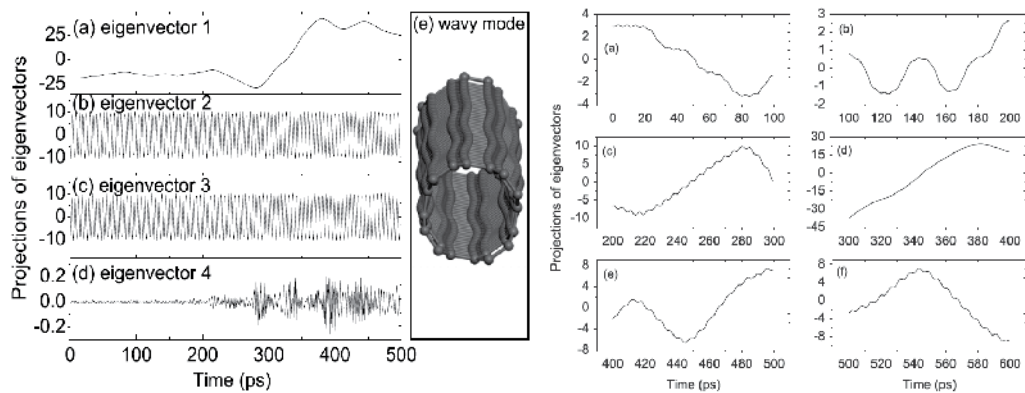 Projections of eigenvectors
(a) eigenvector 1
25
0
-25
(b) eigenvector 2
10
0
-10
(c) eigenvector 3
10
0
-10
(d) eigenvector 4
0.2
0.0
-0.2
0 100 200 300 400 500
Time (ps)
(e) wavy mode
Projections of eigenvectors
4
2
0
-2
-4
(a)
0 20 40 60 80 100
3
2
1
0
-1
-2
(b)
100 120 140 160 180 200
10
5
0
-5
-10
(c)
200 220 240 260 280 300
30
15
0
-15
-30
-45
(d)
300 320 340 360 380 400
8
4
0
-4
-8
(e)
400 420 440 460 480 500
Time (ps)
8
4
0
-4
-8
(f)
500 520 540 560 580 600
Time (ps)